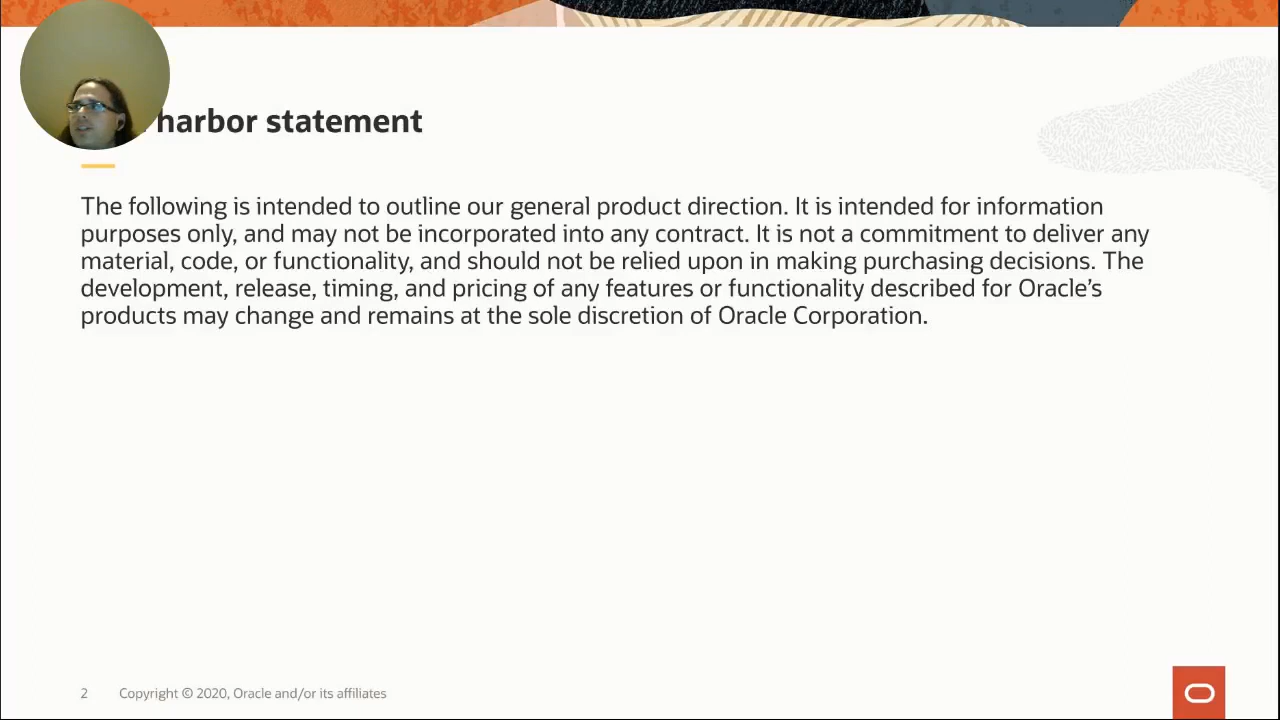 harbor statement
The following is intended to outline our general product direction. It is intended for information
purposes only, and may not be incorporated into any contract. It is not a commitment to deliver any
material, code, or functionality, and should not be relied upon in making purchasing decisions. The
development, release, timing, and pricing of any features or functionality described for Oracle’s
products may change and remains at the sole discretion of Oracle Corporation.
2 Copyright © 2020, Oracle and/or its affiliates